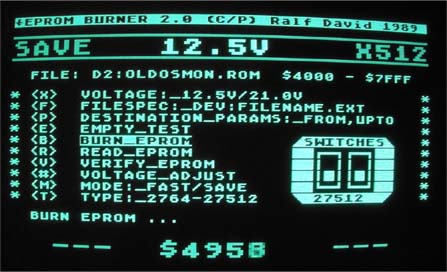 EPROM BURNER 2.0 (C/P) Ralf David 1989
SAVE 12.5V X512
FILE: D2:OLDOSMON.ROM $4000 - $7FFF
* <X> VOLTAGE:_12.5V/21.0V *
* <F> FILESPEC:_DEV:FILENAME.EXT *
* <P> DESTINATION_PARAMS:_FROM,UPTO *
* <E> EMPTY_TEST *
* <B> BURN_EPROM *
* <R> READ_EPROM *
* <V> VERIFY_EPROM *
* <#> VOLTAGE_ADJUST *
* <M> MODE:_FAST/SAVE *
* <T> TYPE:_2764-27512 *
SWITCHES
27512
BURN EPROM ...
--- $4958 ---